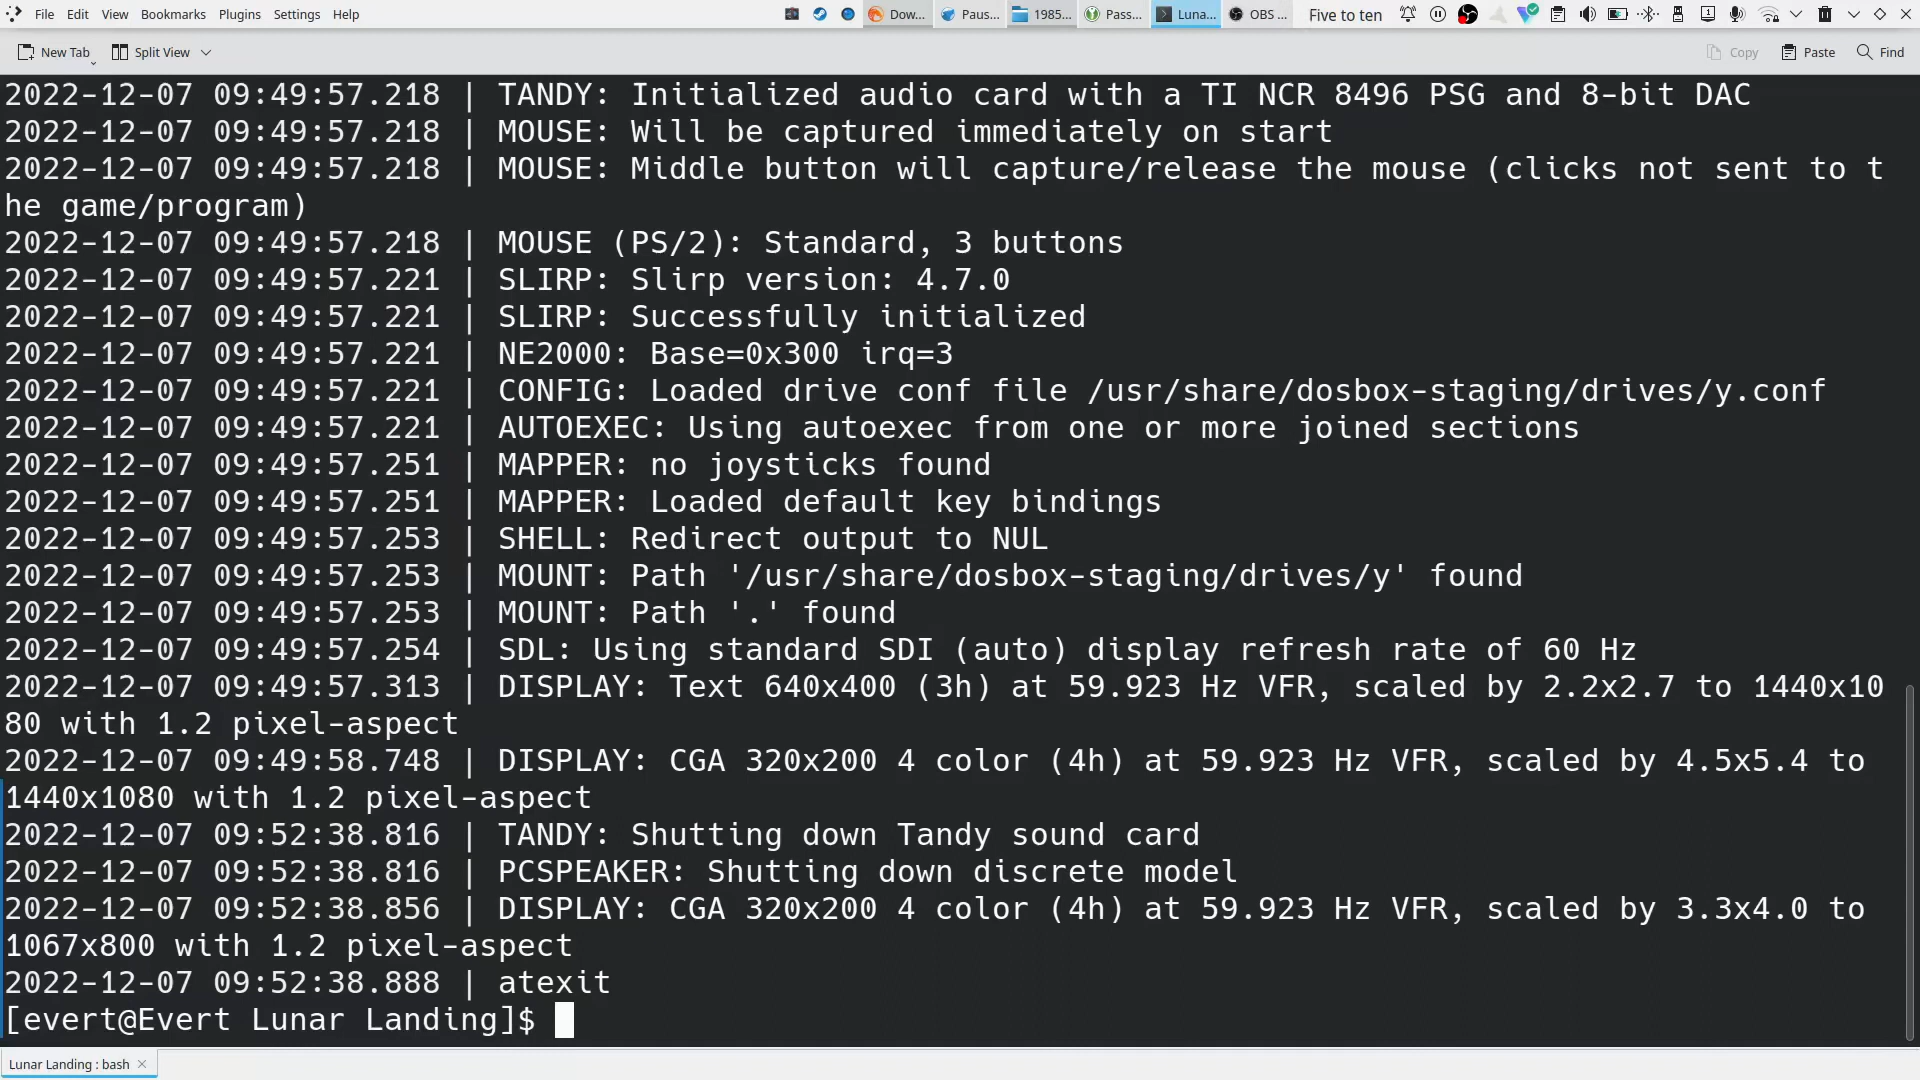 File Edit View Bookmarks Plugins Settings Help Dow... Paus... 1985... Pass... Luna... OBS ... Five to ten
New Tab Split View Copy Paste Find
2022-12-07 09:49:57.218 | TANDY: Initialized audio card with a TI NCR 8496 PSG and 8-bit DAC
2022-12-07 09:49:57.218 | MOUSE: Will be captured immediately on start
2022-12-07 09:49:57.218 | MOUSE: Middle button will capture/release the mouse (clicks not sent to t
he game/program)
2022-12-07 09:49:57.218 | MOUSE (PS/2): Standard, 3 buttons
2022-12-07 09:49:57.221 | SLIRP: Slirp version: 4.7.0
2022-12-07 09:49:57.221 | SLIRP: Successfully initialized
2022-12-07 09:49:57.221 | NE2000: Base=0x300 irq=3
2022-12-07 09:49:57.221 | CONFIG: Loaded drive conf file /usr/share/dosbox-staging/drives/y.conf
2022-12-07 09:49:57.221 | AUTOEXEC: Using autoexec from one or more joined sections
2022-12-07 09:49:57.251 | MAPPER: no joysticks found
2022-12-07 09:49:57.251 | MAPPER: Loaded default key bindings
2022-12-07 09:49:57.253 | SHELL: Redirect output to NUL
2022-12-07 09:49:57.253 | MOUNT: Path '/usr/share/dosbox-staging/drives/y' found
2022-12-07 09:49:57.253 | MOUNT: Path '.' found
2022-12-07 09:49:57.254 | SDL: Using standard SDI (auto) display refresh rate of 60 Hz
2022-12-07 09:49:57.313 | DISPLAY: Text 640x400 (3h) at 59.923 Hz VFR, scaled by 2.2x2.7 to 1440x10
80 with 1.2 pixel-aspect
2022-12-07 09:49:58.748 | DISPLAY: CGA 320x200 4 color (4h) at 59.923 Hz VFR, scaled by 4.5x5.4 to
1440x1080 with 1.2 pixel-aspect
2022-12-07 09:52:38.816 | TANDY: Shutting down Tandy sound card
2022-12-07 09:52:38.816 | PCSPEAKER: Shutting down discrete model
2022-12-07 09:52:38.856 | DISPLAY: CGA 320x200 4 color (4h) at 59.923 Hz VFR, scaled by 3.3x4.0 to
1067x800 with 1.2 pixel-aspect
2022-12-07 09:52:38.888 | atexit
[evert@Evert Lunar Landing]$
Lunar Landing : bash